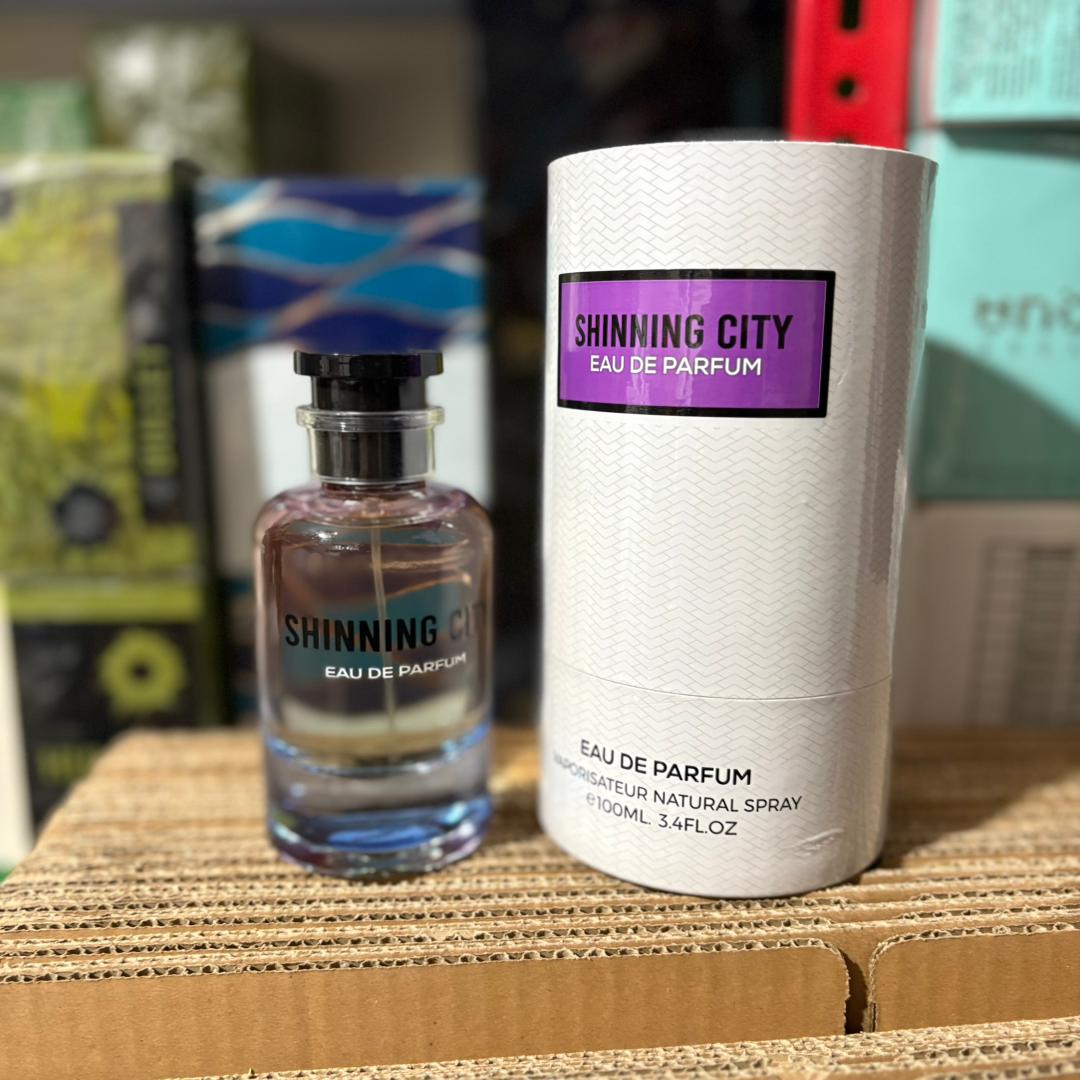 SHINNING CITY
EAU DE PARFUM
SHINNING CIT
EAU DE PARFUM
EAU DE PARFUM
VAPORISATEUR NATURAL SPRAY
℮100ML. 3.4FL.OZ